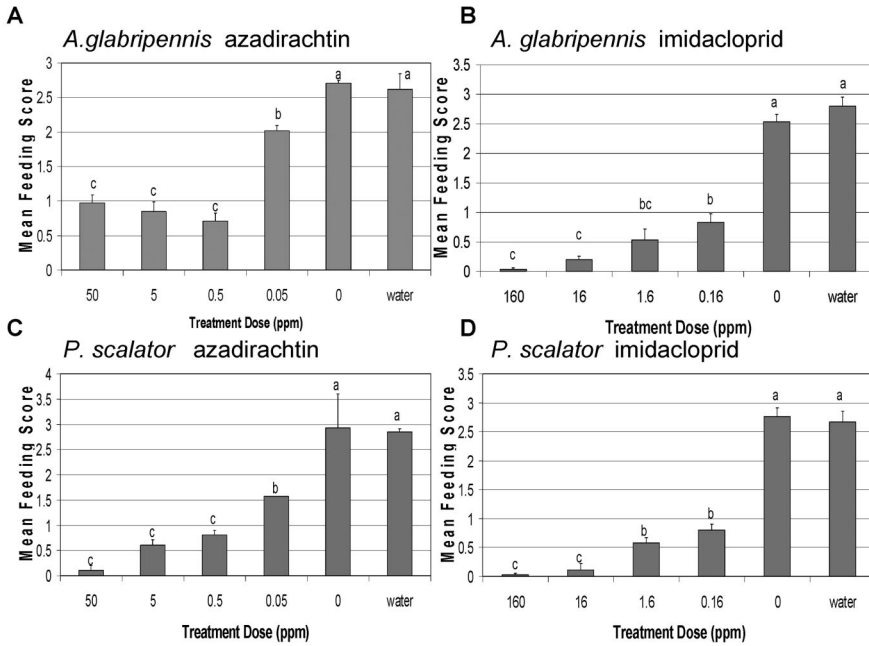 A
A.glabripennis azadirachtin
Mean Feeding Score
3
2.5
2
1.5
1
0.5
0
c
c
c
b
a
a
50 5 0.5 0.05 0 water
Treatment Dose (ppm)
B
A. glabripennis imidacloprid
Mean Feeding Score
3.5
3
2.5
2
1.5
1
0.5
0
c
c
bc
b
a
a
160 16 1.6 0.16 0 water
Treatment Dose (ppm)
C
P. scalator azadirachtin
Mean Feeding Score
4
3.5
3
2.5
2
1.5
1
0.5
0
c
c
c
b
a
a
50 5 0.5 0.05 0 water
Treatment Dose (ppm)
D
P. scalator imidacloprid
Mean Feeding Score
3.5
3
2.5
2
1.5
1
0.5
0
c
c
b
b
a
a
160 16 1.6 0.16 0 water
Treatment Dose (ppm)